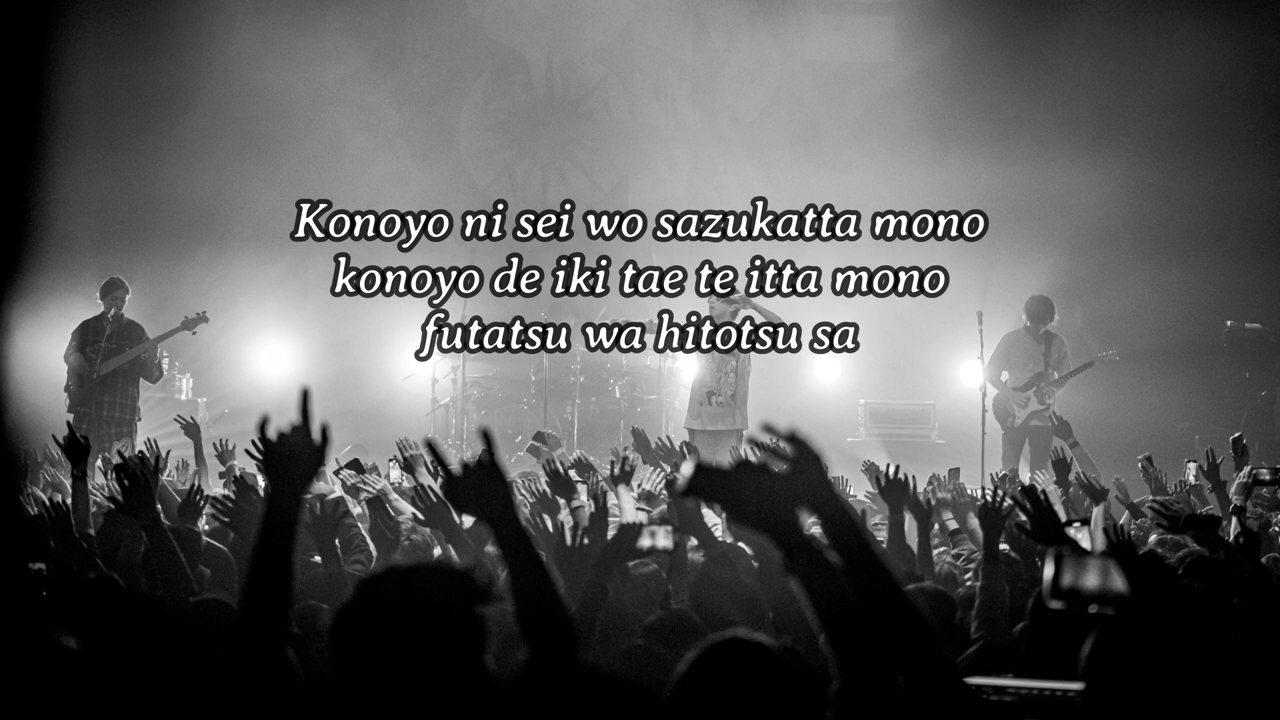 Konoyo ni sei wo sazukatta mono
konoyo de iki tae te itta mono
futatsu wa hitotsu sa